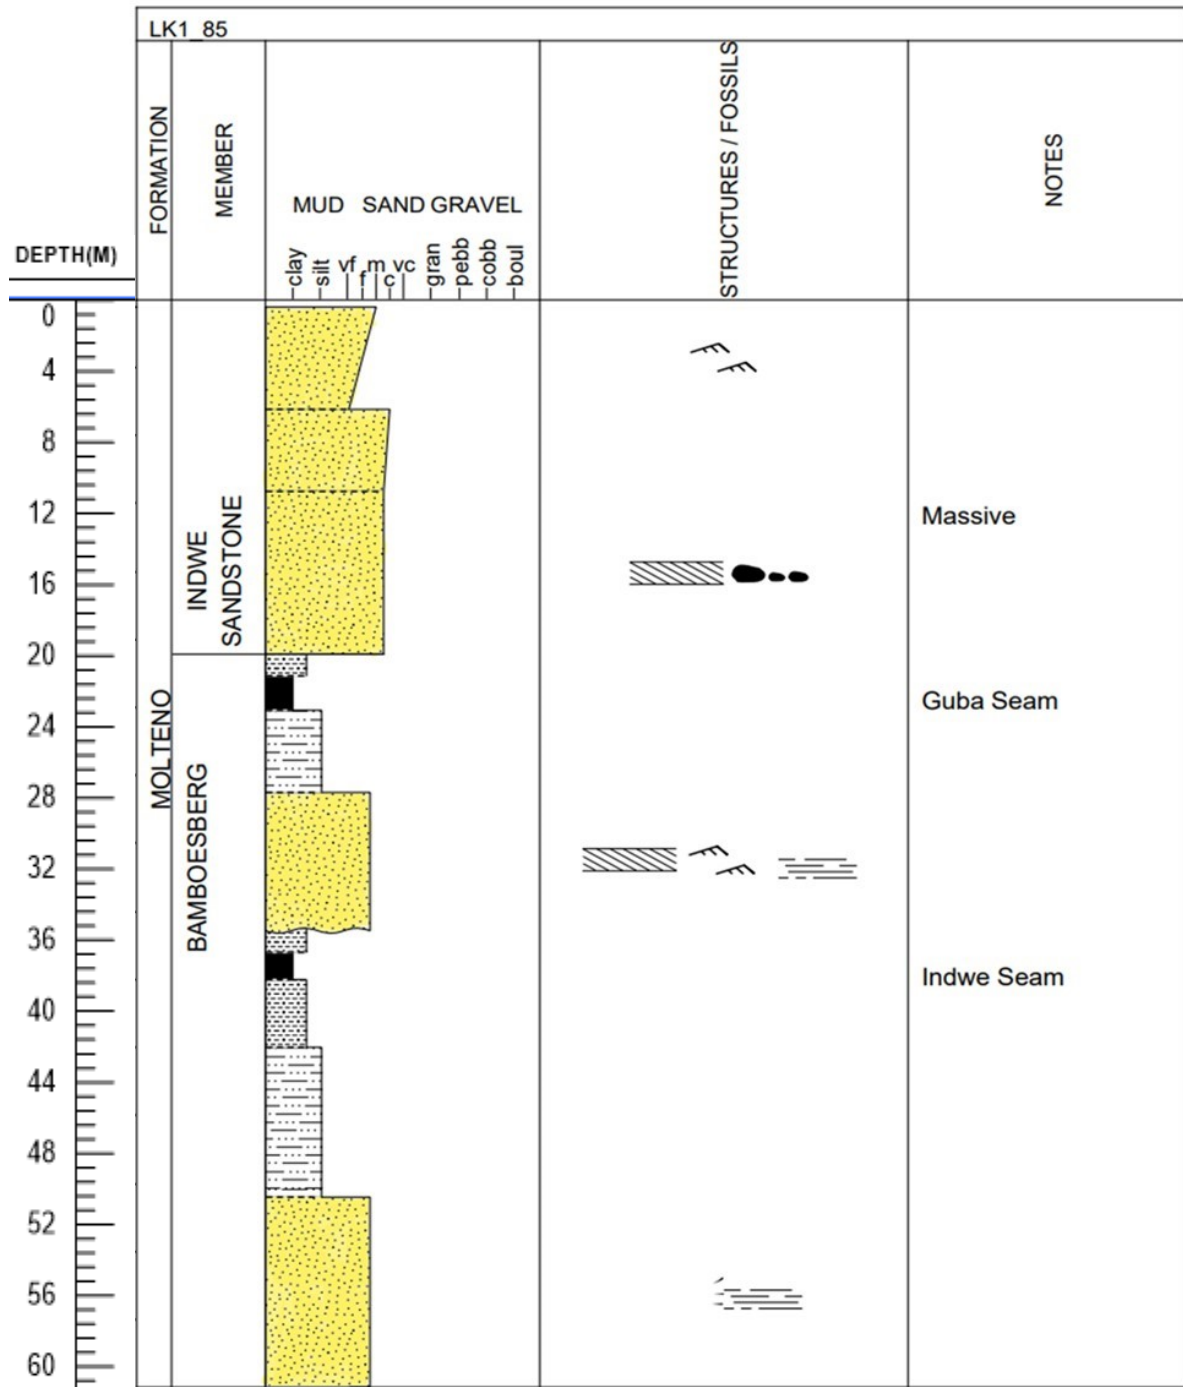 LK1_85
DEPTH(M)
FORMATION
MEMBER
MUD SAND GRAVEL
clay silt vf f m c vc gran pebb cobb boul
STRUCTURES / FOSSILS
NOTES
0
4
8
12
16
20
24
28
32
36
40
44
48
52
56
60
MOLTENO
INDWE
SANDSTONE
BAMBOESBERG
Massive
Guba Seam
Indwe Seam